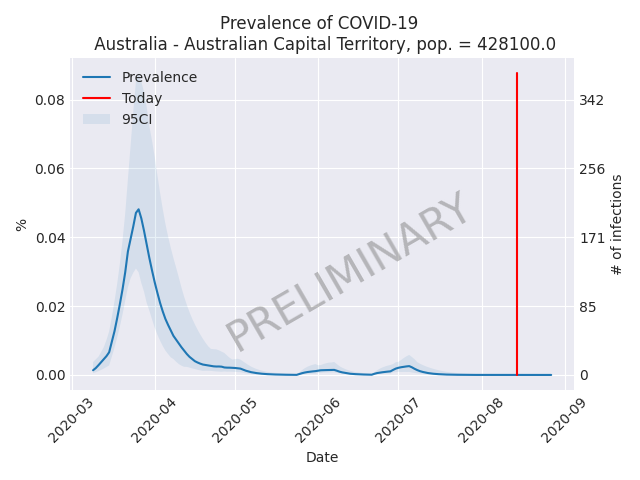 Prevalence of COVID-19
Australia - Australian Capital Territory, pop. = 428100.0
Prevalence
Today
95CI
0.08
0.06
0.04
0.02
0.00
%
342
256
171
85
0
# of infections
PRELIMINARY
2020-03
2020-04
2020-05
2020-06
2020-07
2020-08
2020-09
Date